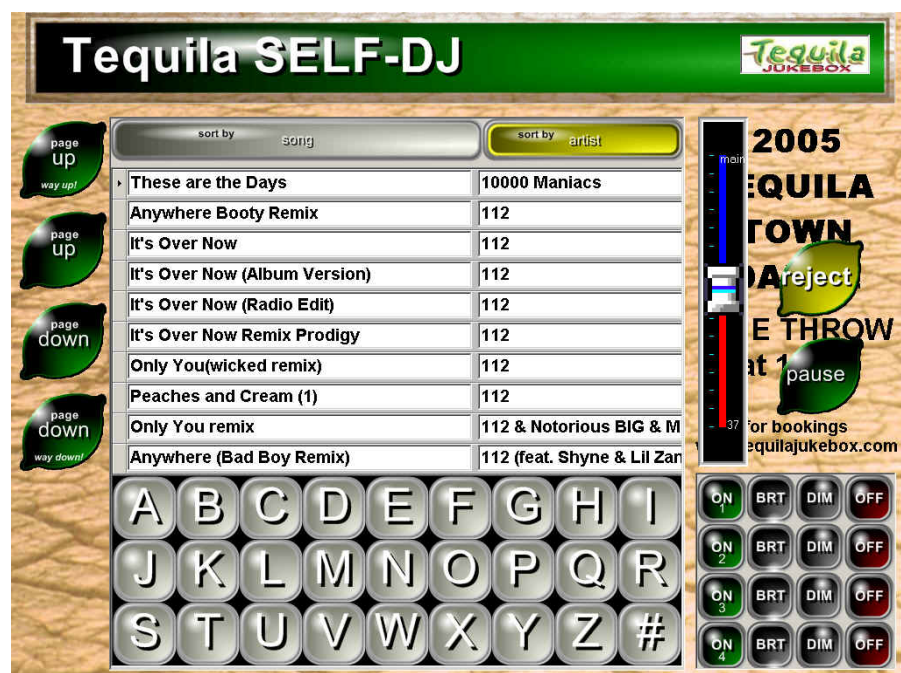 Tequila SELF-DJ
Tequila
JUKEBOX
page
up
way up!
page
up
page
down
page
down
way down!
sort by song
sort by artist
These are the Days 10000 Maniacs
Anywhere Booty Remix 112
It's Over Now 112
It's Over Now (Album Version) 112
It's Over Now (Radio Edit) 112
It's Over Now Remix Prodigy 112
Only You(wicked remix) 112
Peaches and Cream (1) 112
Only You remix 112 & Notorious BIG & M
Anywhere (Bad Boy Remix) 112 (feat. Shyne & Lil Zan
A B C D E F G H I
J K L M N O P Q R
S T U V W X Y Z #
main
37
2005
EQUILA
TOWN
reject
E THROW
at 1
pause
for bookings
equilajukebox.com
ON 1 BRT DIM OFF
ON 2 BRT DIM OFF
ON 3 BRT DIM OFF
ON 4 BRT DIM OFF